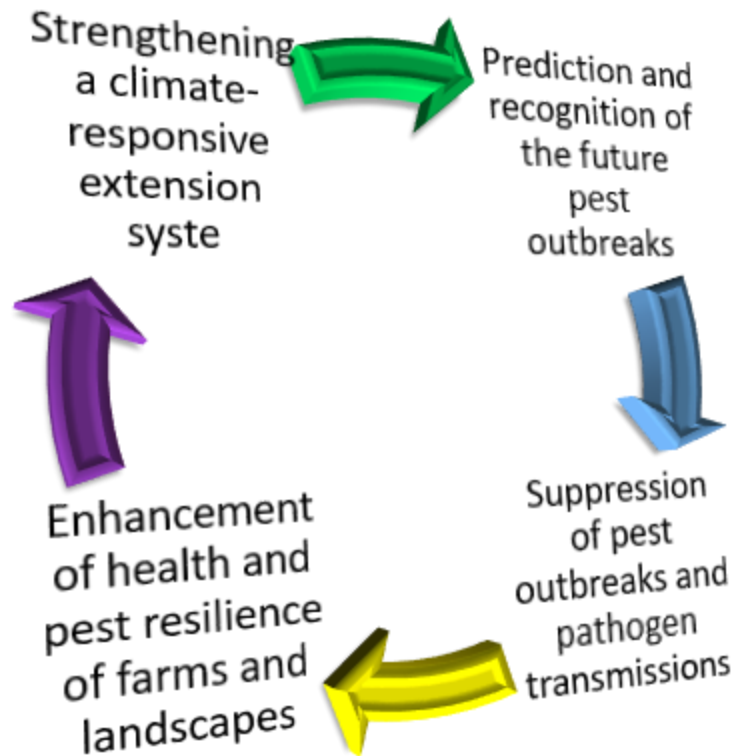 Strengthening
a climate-
responsive
extension
syste
Prediction and
recognition of
the future
pest
outbreaks
Suppression
of pest
outbreaks and
pathogen
transmissions
Enhancement
of health and
pest resilience
of farms and
landscapes